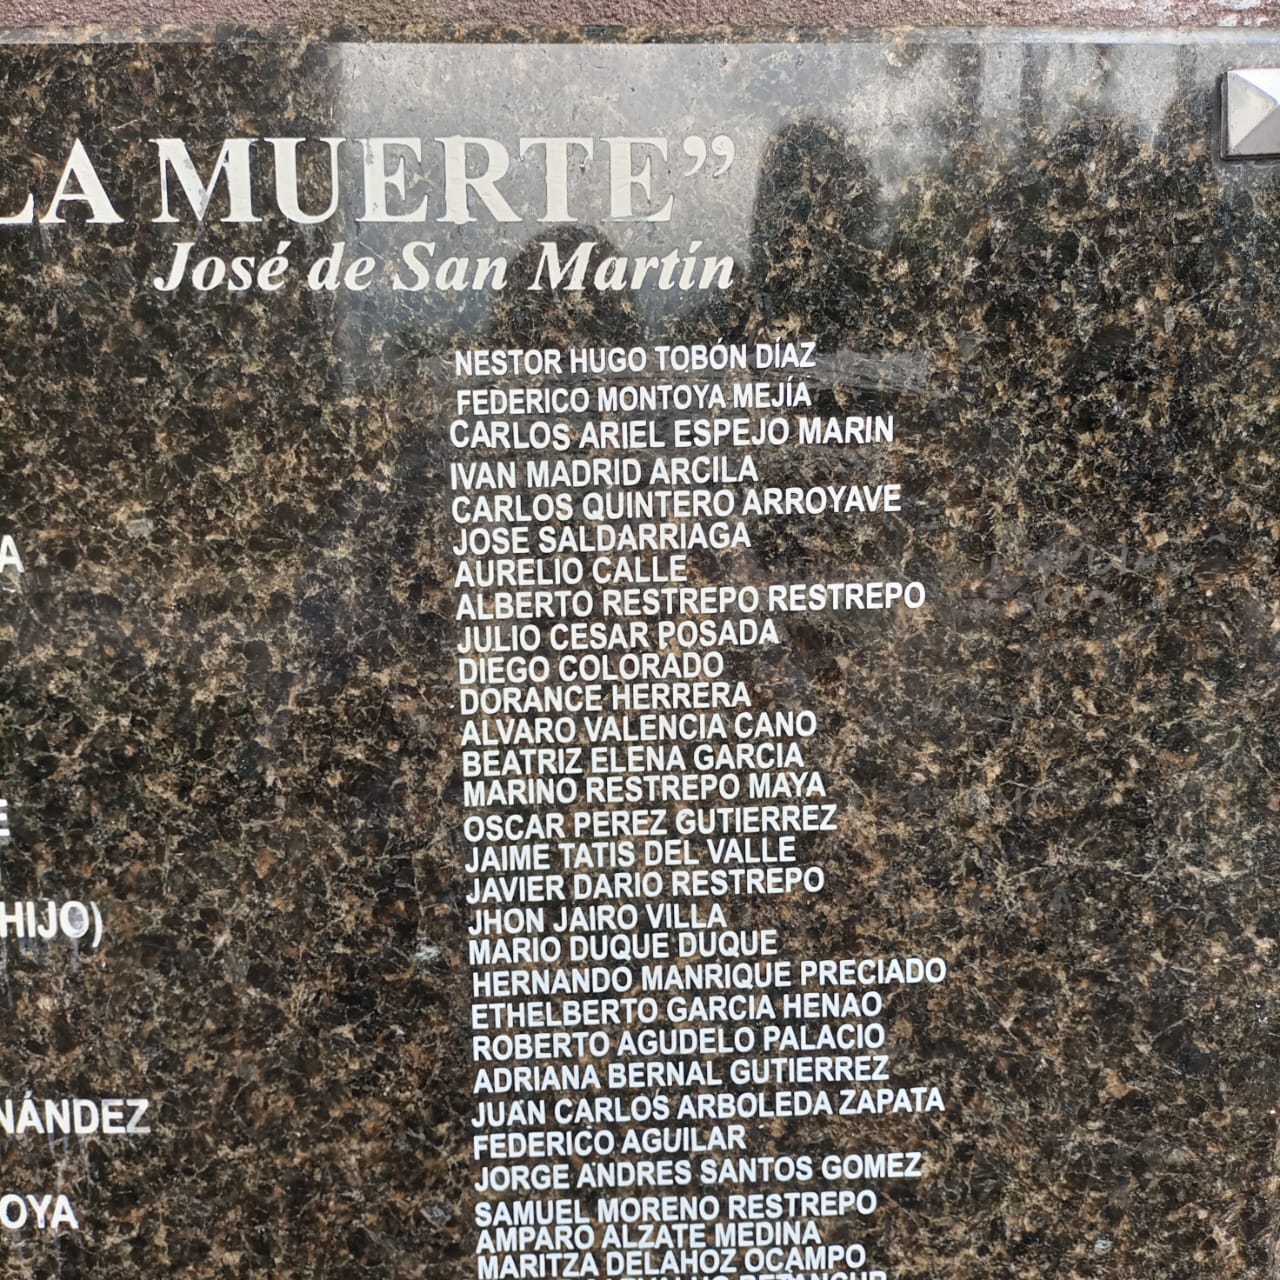 LA MUERTE”
José de San Martín
NESTOR HUGO TOBÓN DÍAZ
FEDERICO MONTOYA MEJÍA
CARLOS ARIEL ESPEJO MARIN
IVAN MADRID ARCILA
CARLOS QUINTERO ARROYAVE
JOSE SALDARRIAGA
AURELIO CALLE
ALBERTO RESTREPO RESTREPO
JULIO CESAR POSADA
DIEGO COLORADO
DORANCE HERRERA
ALVARO VALENCIA CANO
BEATRIZ ELENA GARCIA
MARINO RESTREPO MAYA
OSCAR PEREZ GUTIERREZ
JAIME TATIS DEL VALLE
JAVIER DARIO RESTREPO
JHON JAIRO VILLA
MARIO DUQUE DUQUE
HERNANDO MANRIQUE PRECIADO
ETHELBERTO GARCIA HENAO
ROBERTO AGUDELO PALACIO
ADRIANA BERNAL GUTIERREZ
JUAN CARLOS ARBOLEDA ZAPATA
FEDERICO AGUILAR
JORGE ANDRES SANTOS GOMEZ
SAMUEL MORENO RESTREPO
AMPARO ALZATE MEDINA
MARITZA DELAHOZ OCAMPO
A
E
HIJO)
NÁNDEZ
OYA